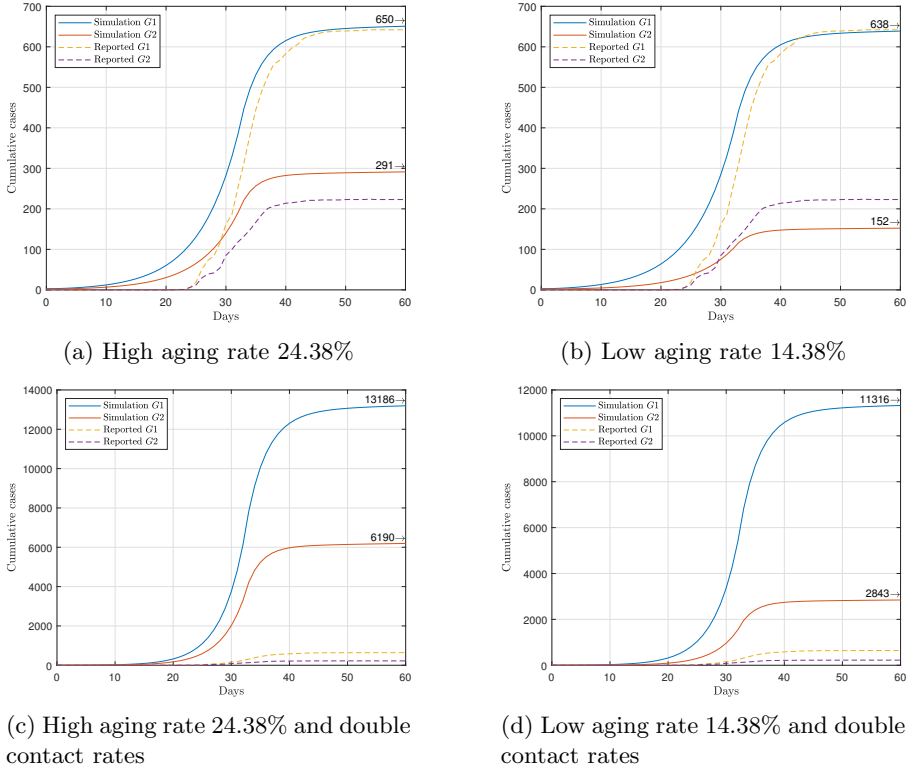 700
600
500
400
300
200
100
0
Cumulative cases
Simulation G1
Simulation G2
Reported G1
Reported G2
650→
291→
0 10 20 30 40 50 60
Days
(a) High aging rate 24.38%
700
600
500
400
300
200
100
0
Cumulative cases
Simulation G1
Simulation G2
Reported G1
Reported G2
638→
152→
0 10 20 30 40 50 60
Days
(b) Low aging rate 14.38%
14000
12000
10000
8000
6000
4000
2000
0
Cumulative cases
Simulation G1
Simulation G2
Reported G1
Reported G2
13186→
6190→
0 10 20 30 40 50 60
Days
(c) High aging rate 24.38% and double
contact rates
12000
10000
8000
6000
4000
2000
0
Cumulative cases
Simulation G1
Simulation G2
Reported G1
Reported G2
11316→
2843→
0 10 20 30 40 50 60
Days
(d) Low aging rate 14.38% and double
contact rates